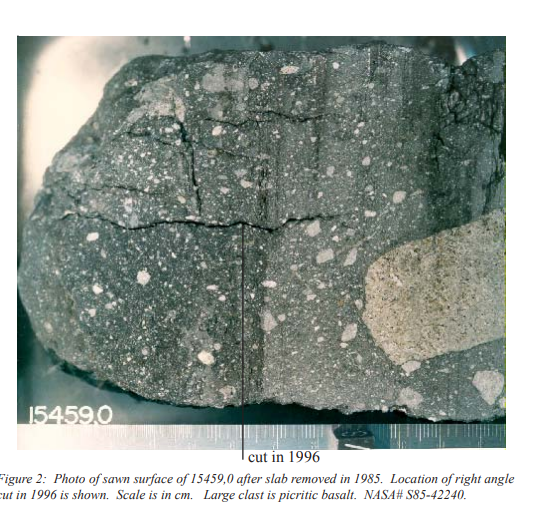 15459,0
cut in 1996
Figure 2: Photo of sawn surface of 15459,0 after slab removed in 1985. Location of right angle
cut in 1996 is shown. Scale is in cm. Large clast is picritic basalt. NASA# S85-42240.